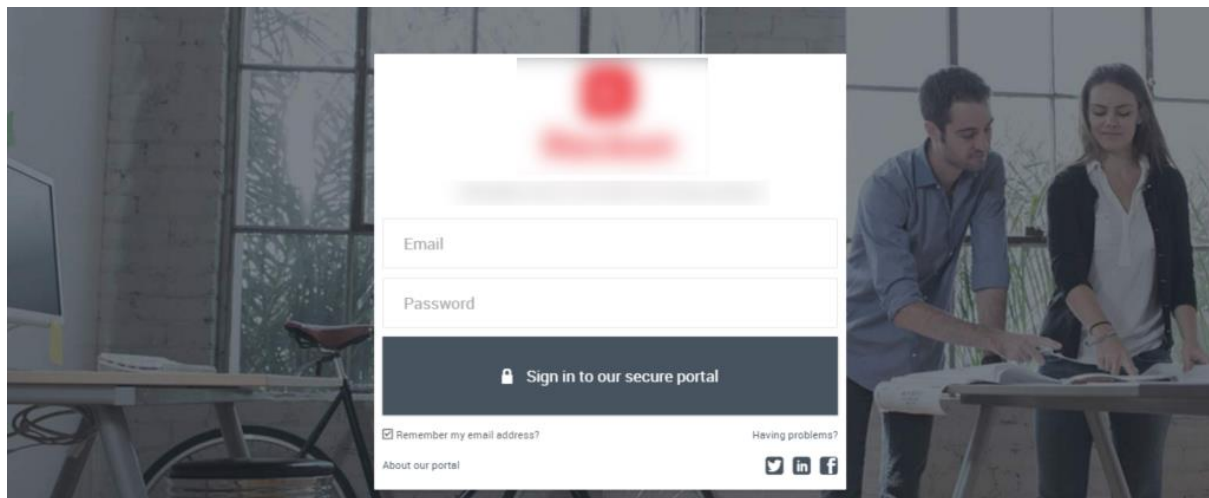 Email
Password
Sign in to our secure portal
Remember my email address?
Having problems?
About our portal